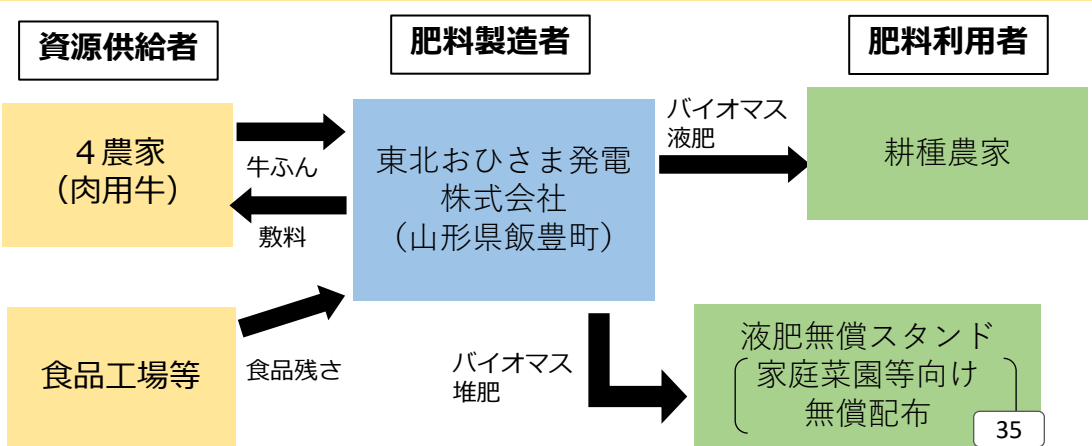 資源供給者
肥料製造者
肥料利用者
４農家
（肉用牛）
牛ふん
敷料
食品工場等
食品残さ
東北おひさま発電
株式会社
（山形県飯豊町）
バイオマス
液肥
耕種農家
バイオマス
堆肥
液肥無償スタンド
家庭菜園等向け
無償配布
35